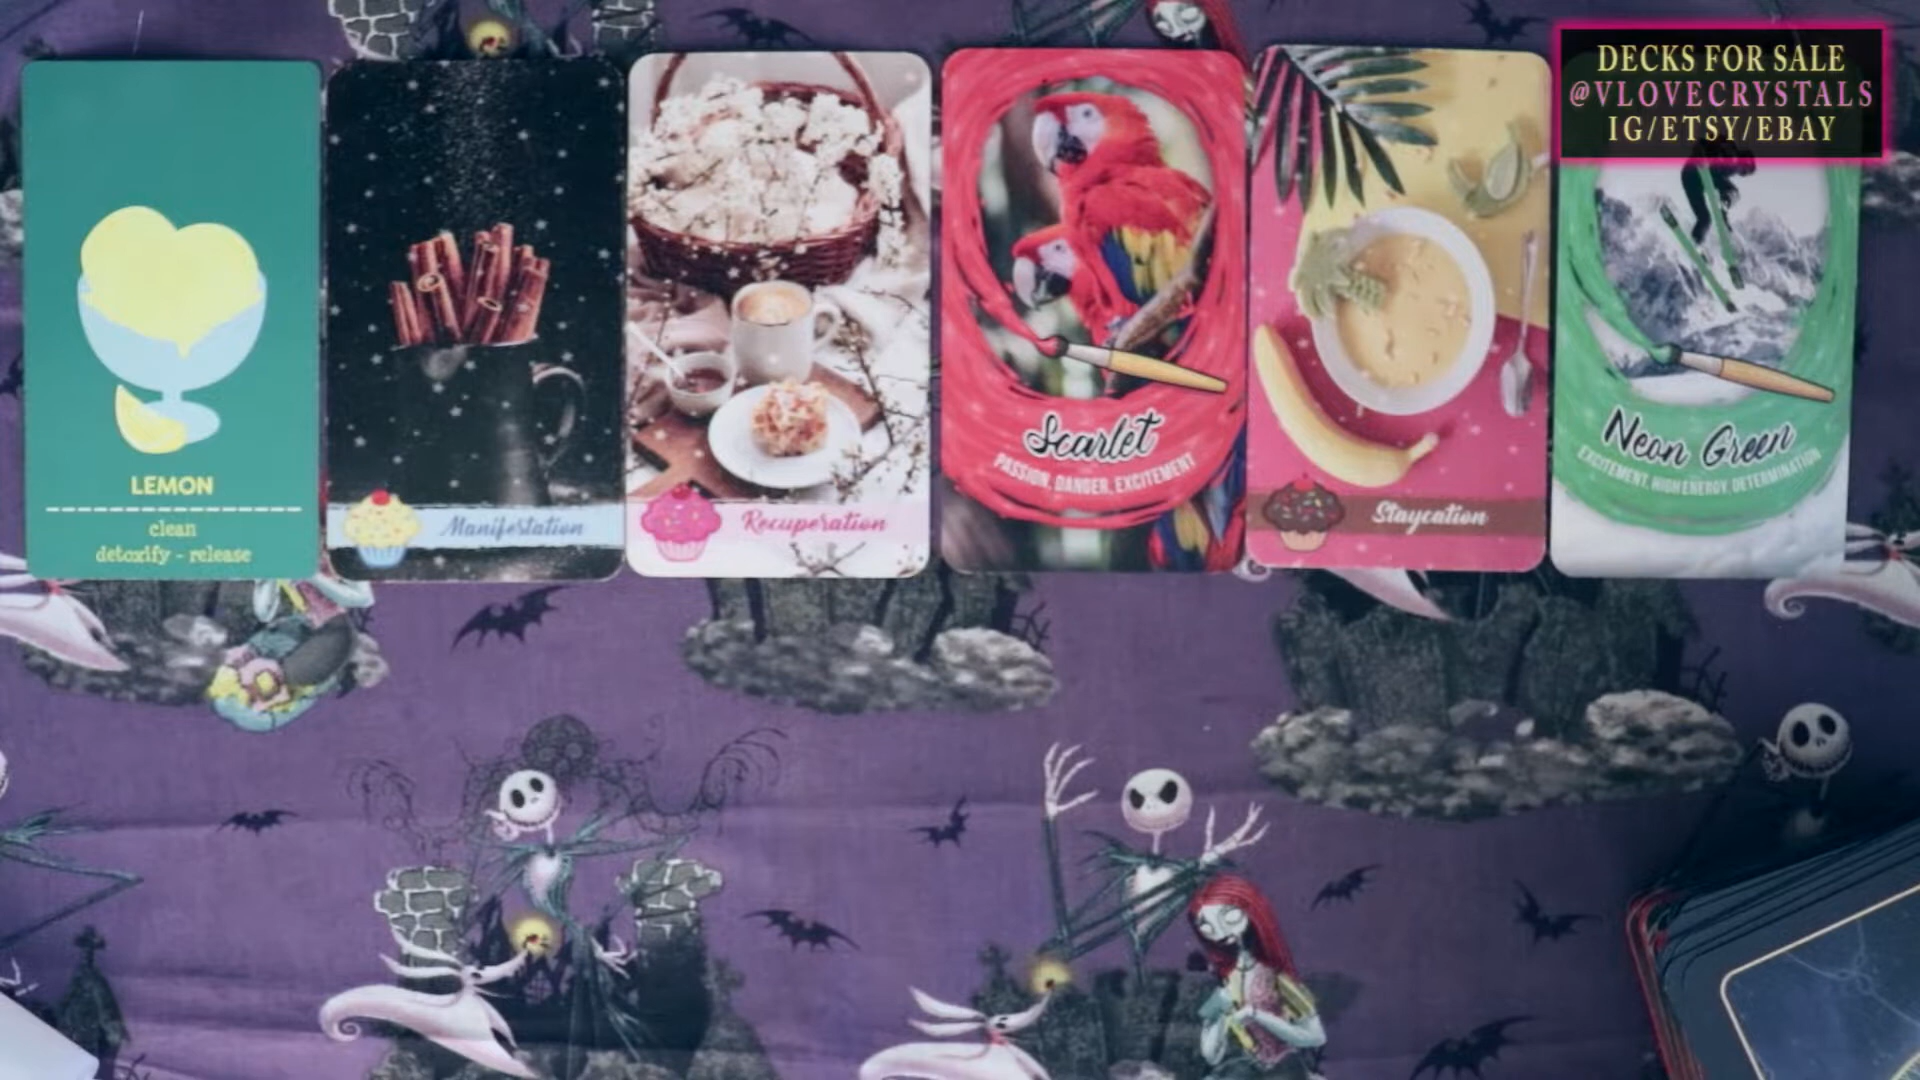 DECKS FOR SALE
@VLOVECRYSTALS
IG/ETSY/EBAY
LEMON
clean
detoxify - release
Manifestation
Recuperation
Scarlet
PASSION, DANGER, EXCITEMENT
Staycation
Neon Green
EXCITEMENT, HIGH ENERGY, DETERMINATION